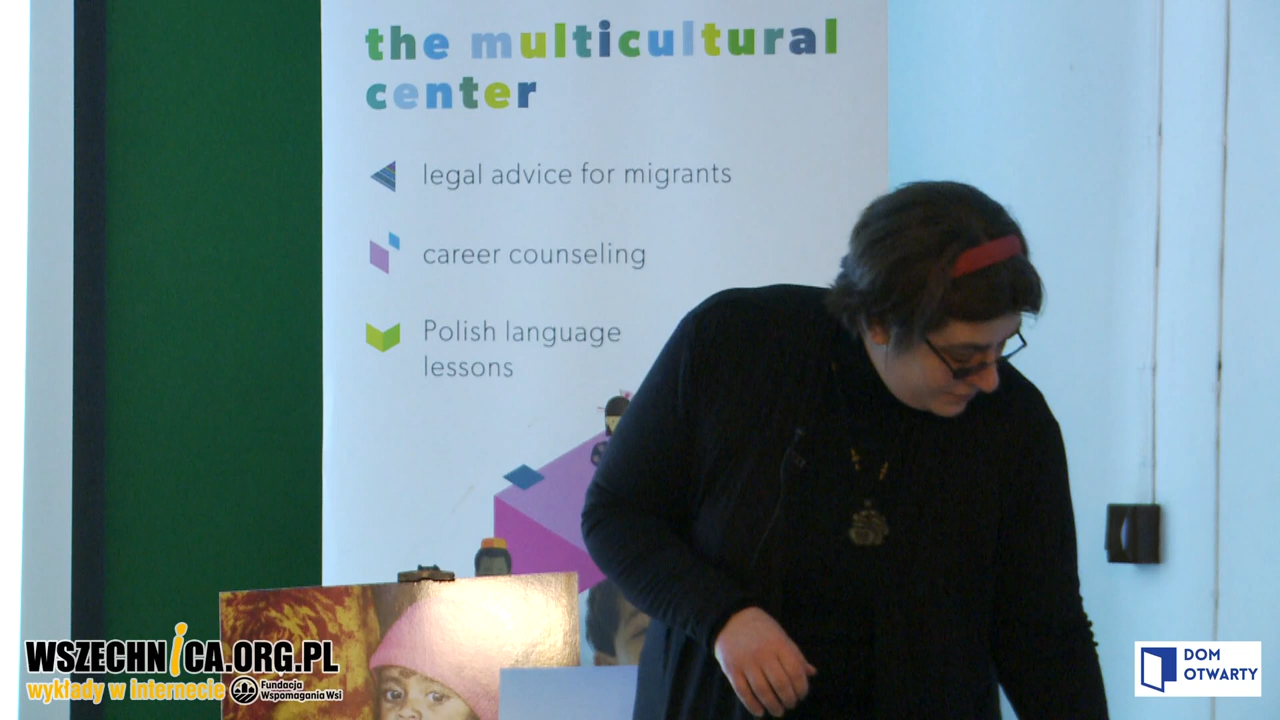 the multicultural
center
legal advice for migrants
career counseling
Polish language
lessons
WSZECHNiCA.ORG.PL
wykłady w Internecie
Fundacja
Wspomagania Wsi
DOM
OTWARTY